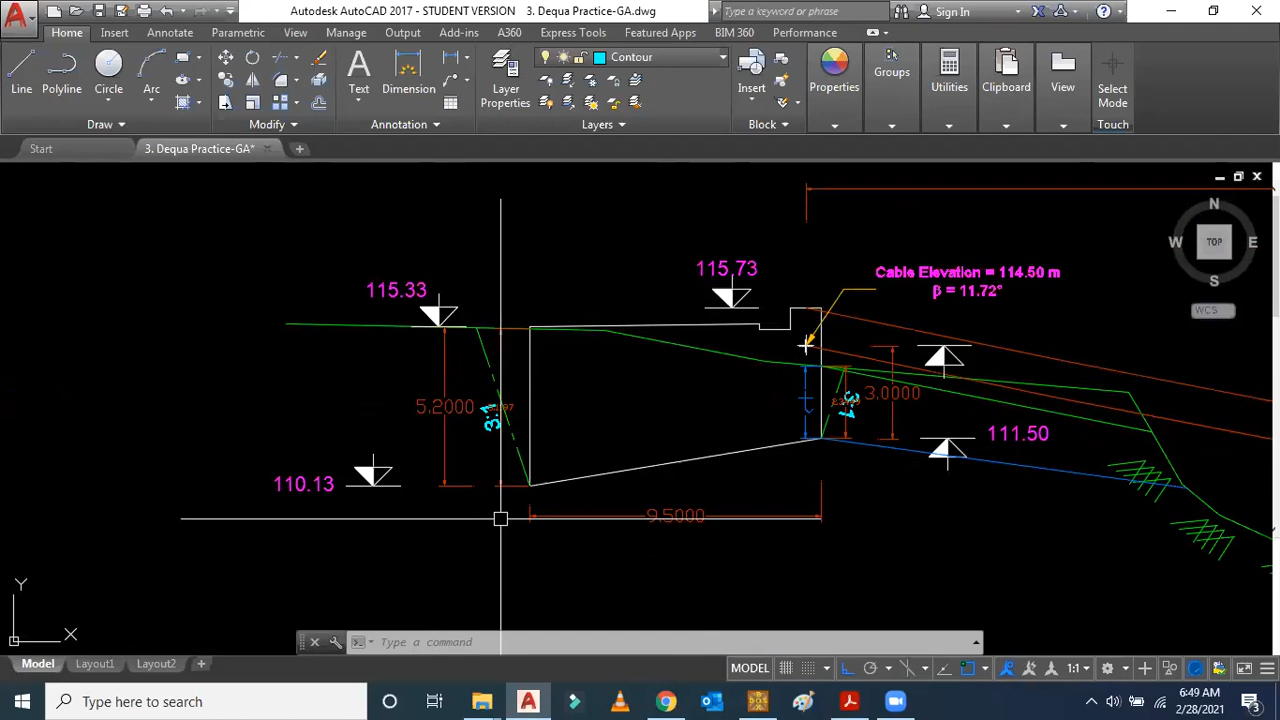 Autodesk AutoCAD 2017 - STUDENT VERSION 3. Dequa Practice-GA.dwg
Type a keyword or phrase
Sign In
Home Insert Annotate Parametric View Manage Output Add-ins A360 Express Tools Featured Apps BIM 360 Performance
Line Polyline Circle Arc
Text Dimension
Layer Properties
Contour
Insert
Properties
Groups
Utilities
Clipboard
View
Select Mode
Draw Modify Annotation Layers Block Touch
Start 3. Dequa Practice-GA*
N
W TOP E
S
WCS
115.73
Cable Elevation = 114.50 m
β = 11.72°
115.33
5.2000
3:1
3.0000
3:1
111.50
110.13
9.5000
Y
X
Type a command
Model Layout1 Layout2
MODEL 1:1
Type here to search
6:49 AM
2/28/2021
3